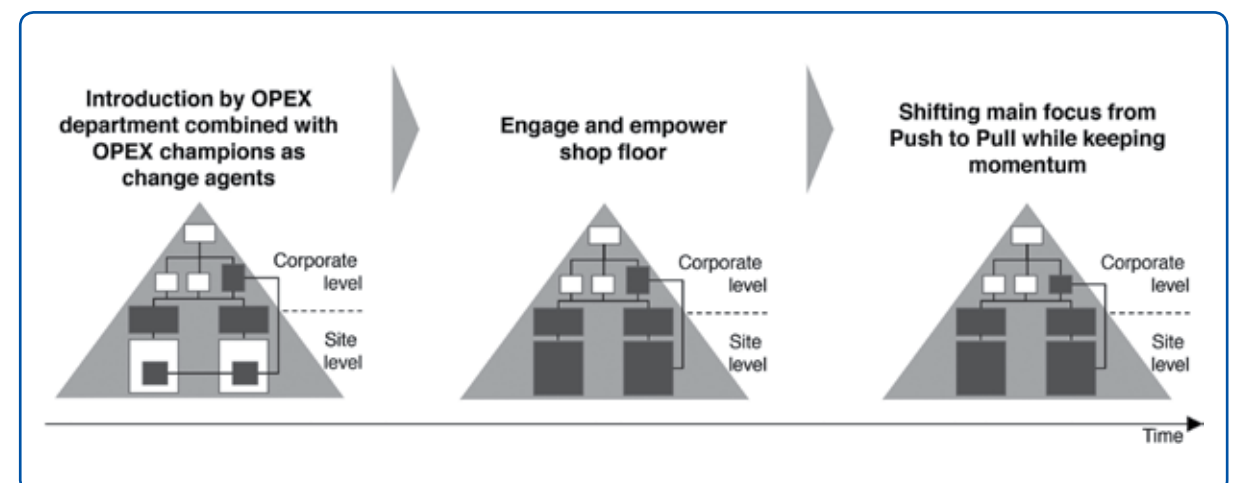 Introduction by OPEX
department combined with
OPEX champions as
change agents
Corporate
level
Site
level
Engage and empower
shop floor
Corporate
level
Site
level
Shifting main focus from
Push to Pull while keeping
momentum
Corporate
level
Site
level
Time